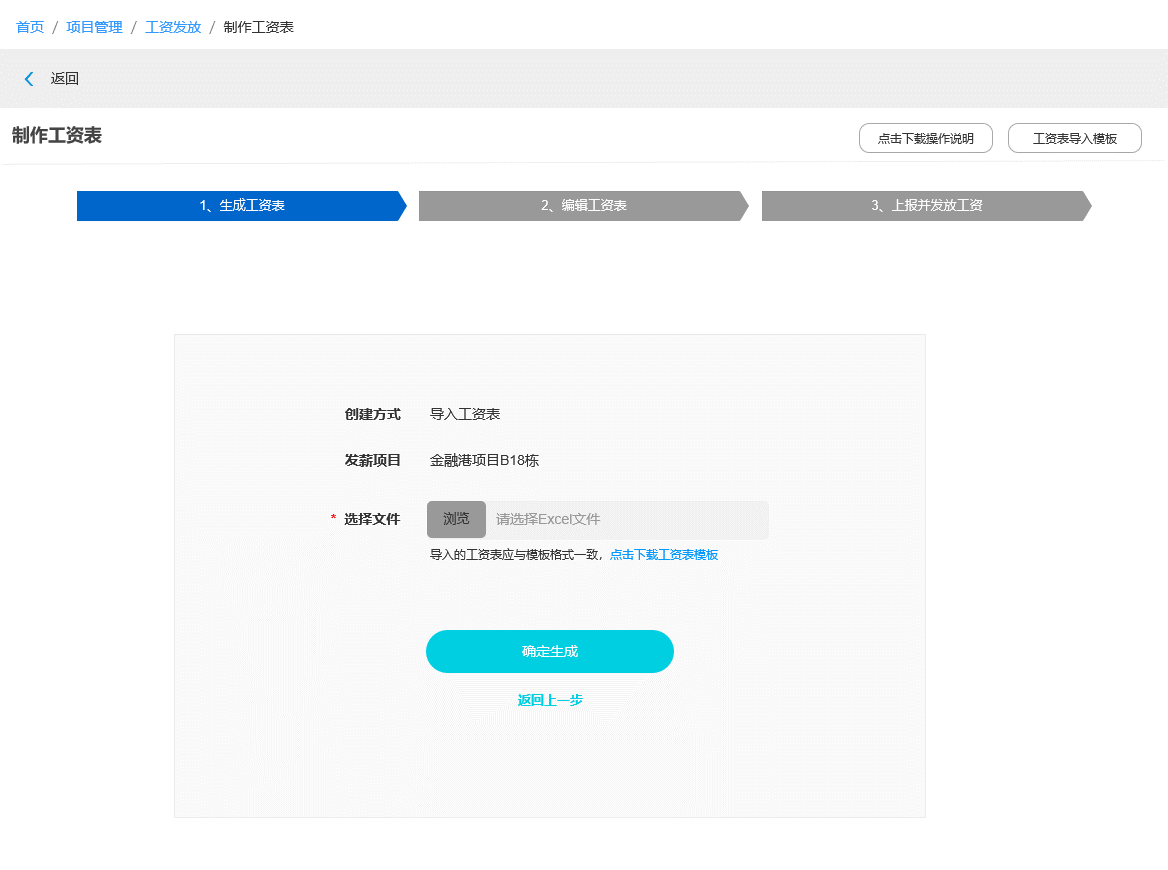 首页 / 项目管理 / 工资发放 / 制作工资表
返回
制作工资表
点击下载操作说明
工资表导入模板
1、生成工资表
2、编辑工资表
3、上报并发放工资
创建方式 导入工资表
发薪项目 金融港项目B18栋
* 选择文件 浏览 请选择Excel文件
导入的工资表应与模板格式一致，点击下载工资表模板
确定生成
返回上一步